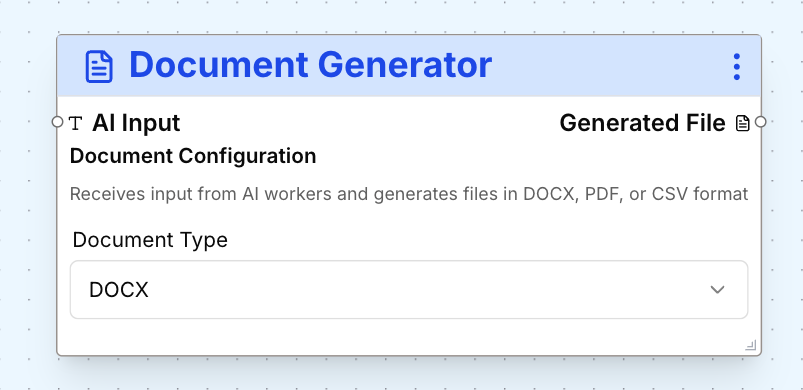 Document Generator
T AI Input
Generated File
Document Configuration
Receives input from AI workers and generates files in DOCX, PDF, or CSV format
Document Type
DOCX